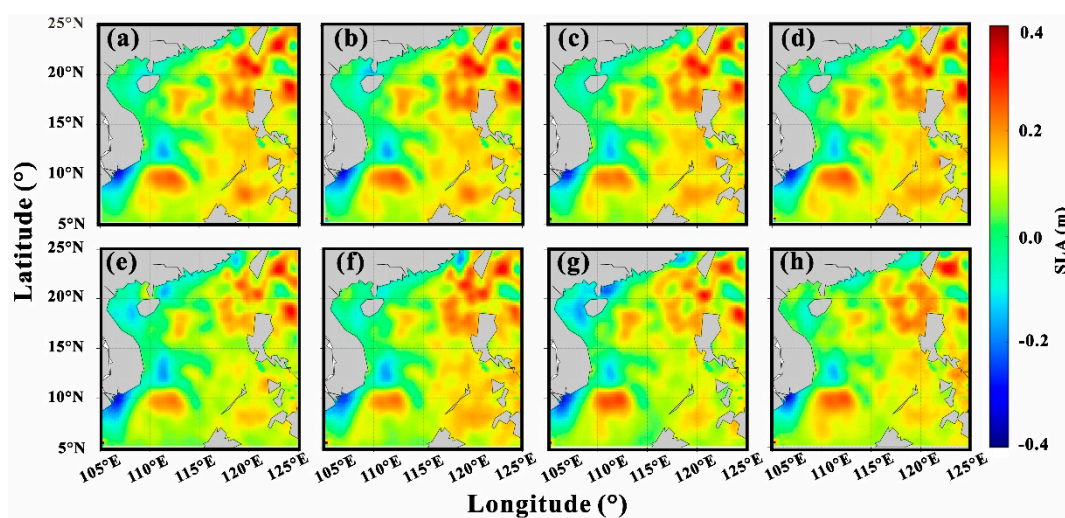 25°N
20°N
15°N
10°N
5°N
(a)
(b)
(c)
(d)
25°N
20°N
15°N
10°N
5°N
(e)
(f)
(g)
(h)
105°E 110°E 115°E 120°E 125°E
105°E 110°E 115°E 120°E 125°E
105°E 110°E 115°E 120°E 125°E
105°E 110°E 115°E 120°E 125°E
Latitude (°)
Longitude (°)
0.4
0.2
0.0
-0.2
-0.4
SLA (m)